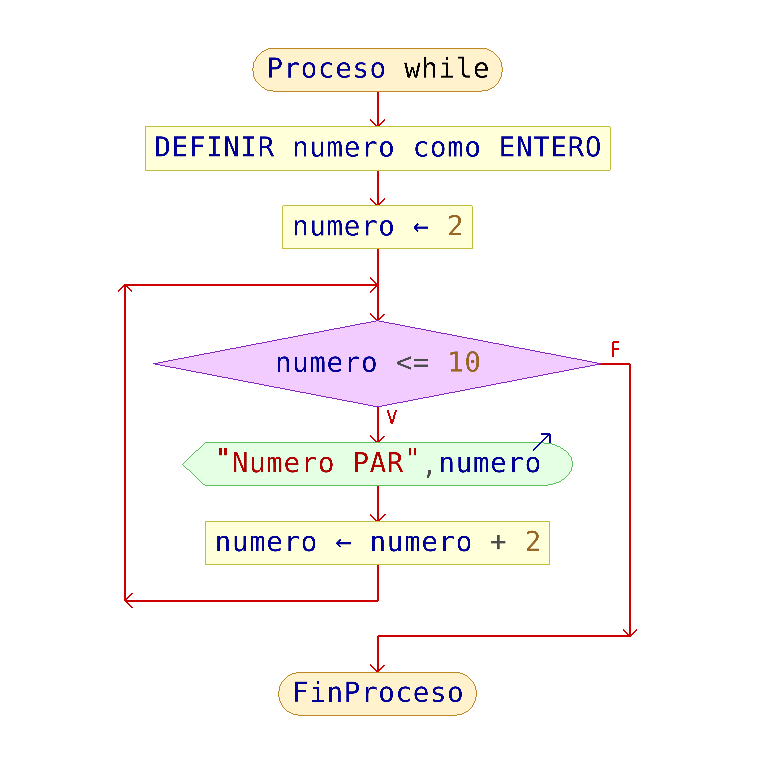 Proceso while
DEFINIR numero como ENTERO
numero ← 2
numero <= 10
F
V
"Numero PAR",numero
numero ← numero + 2
FinProceso